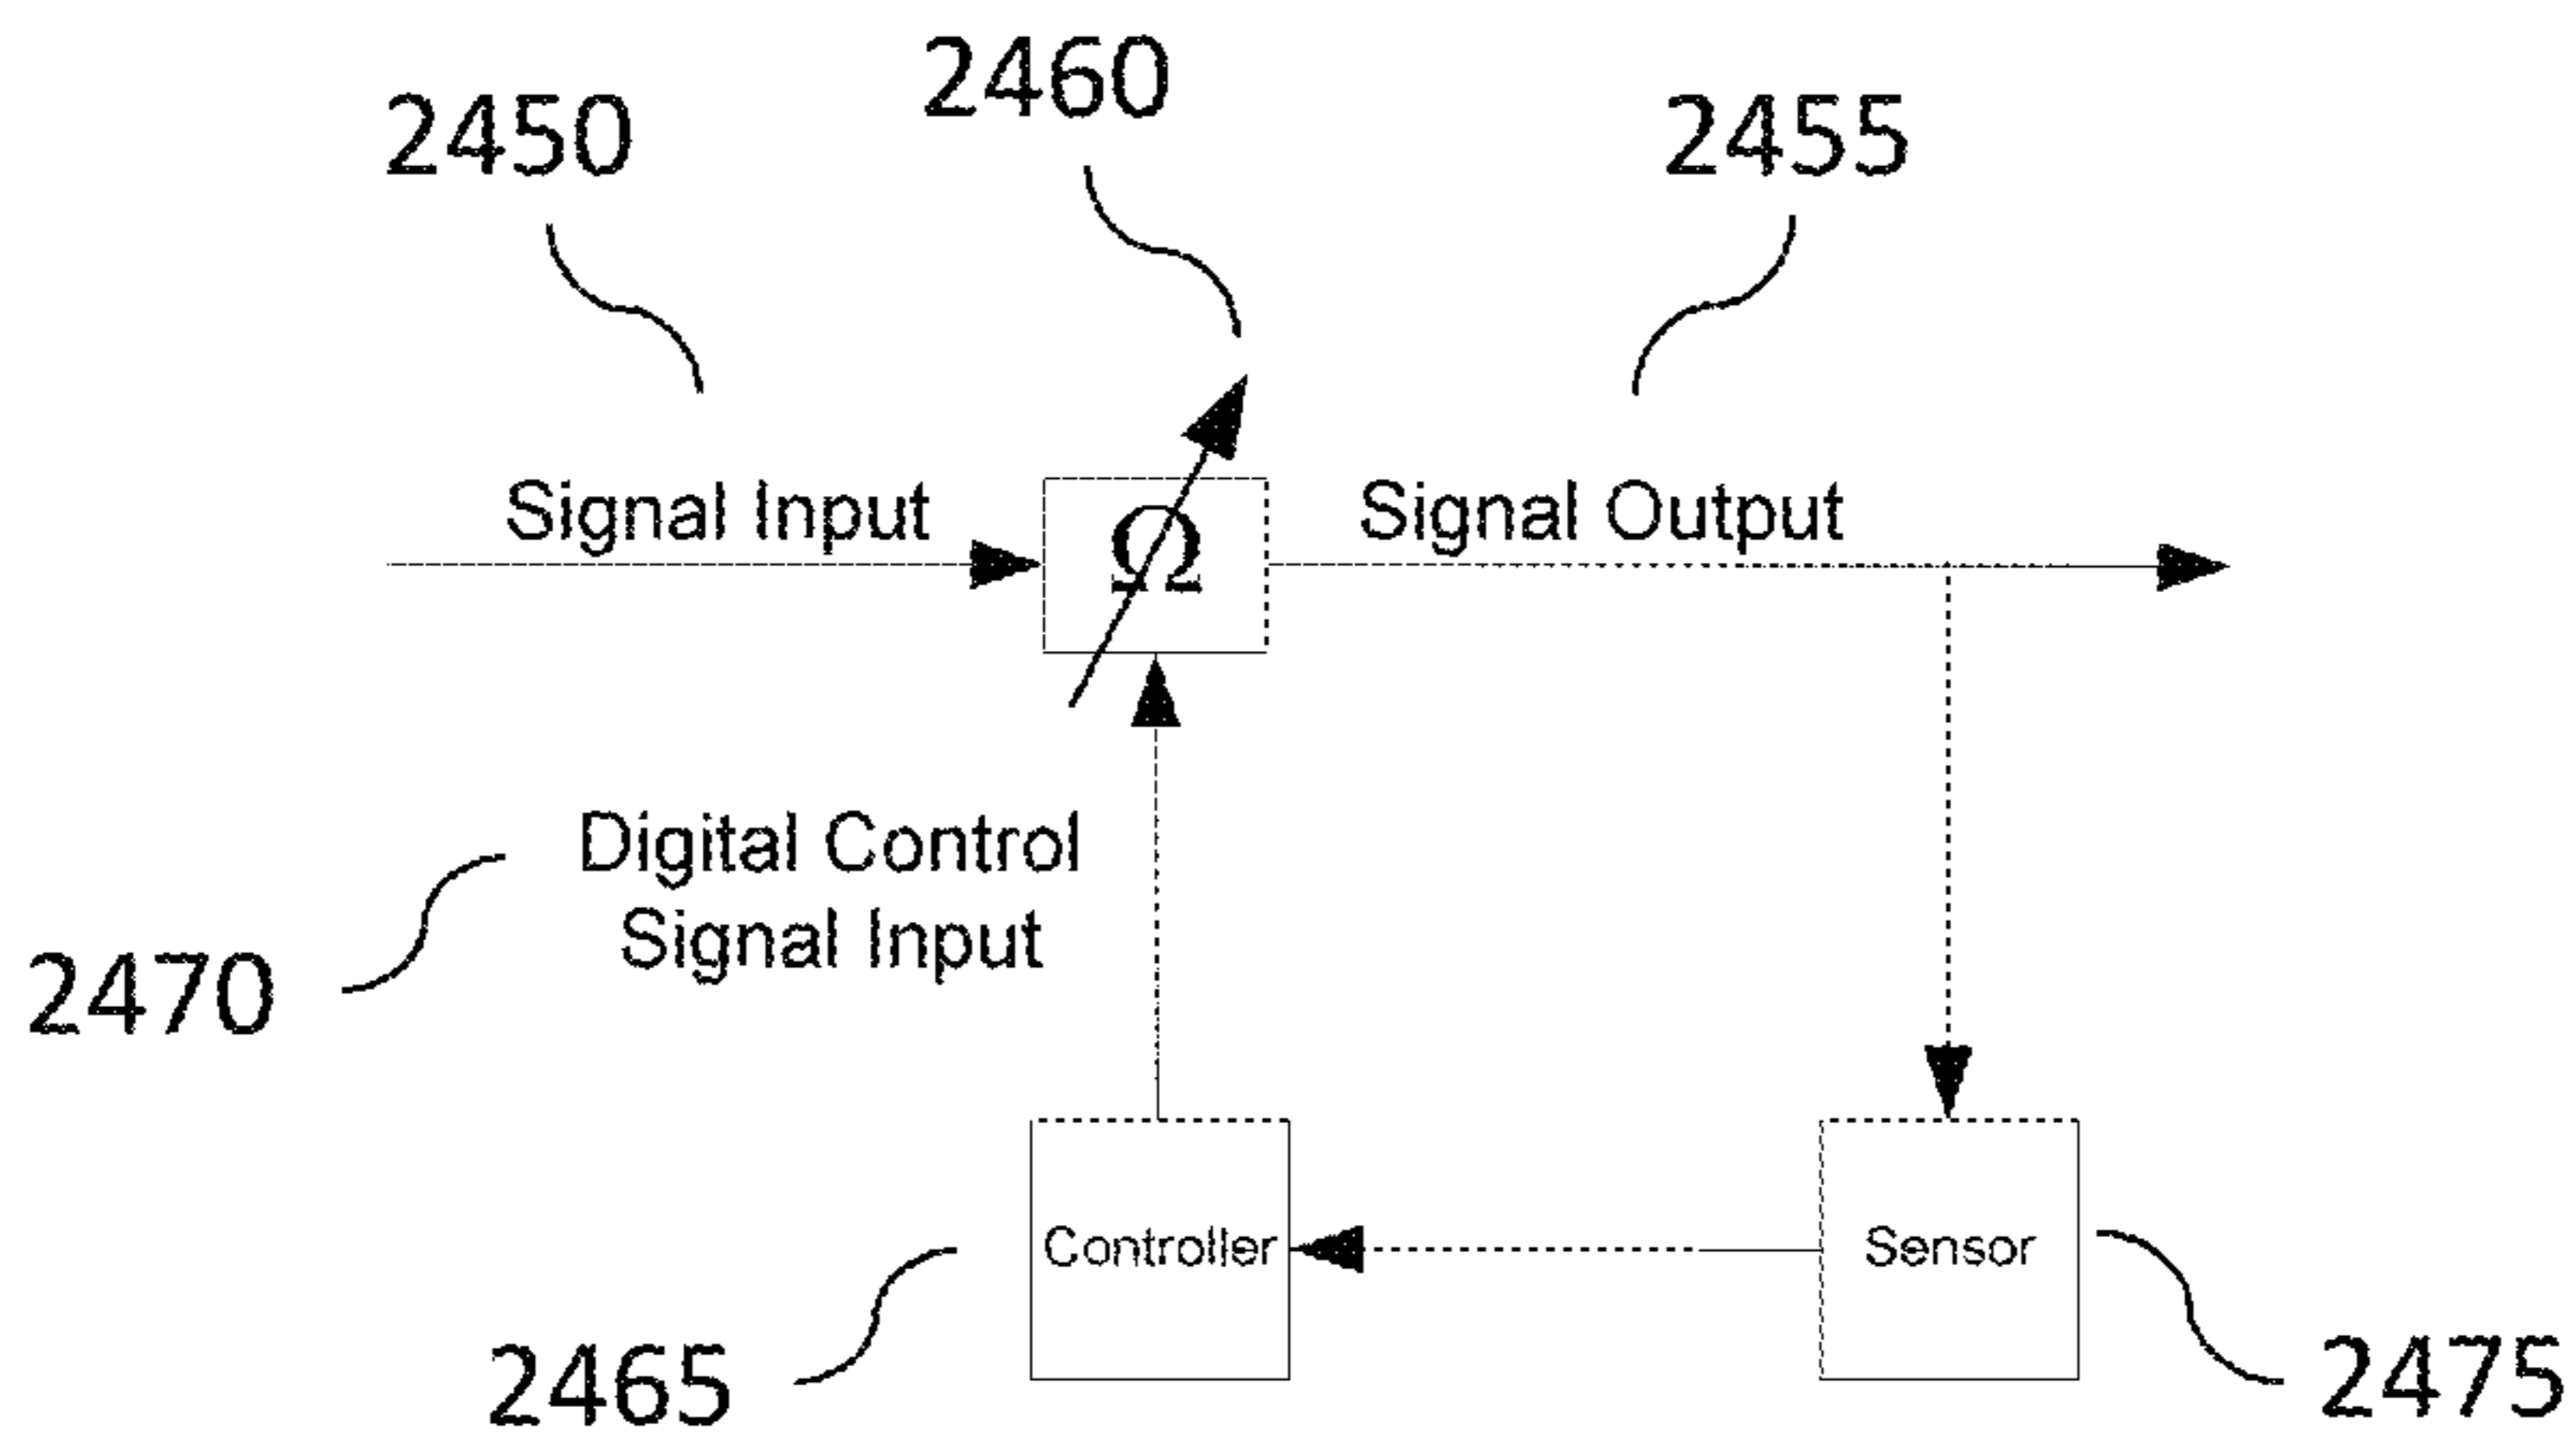 2450
2460
2455
Signal Input
Ω
Signal Output
Digital Control
Signal Input
2470
Controller
Sensor
2465
2475